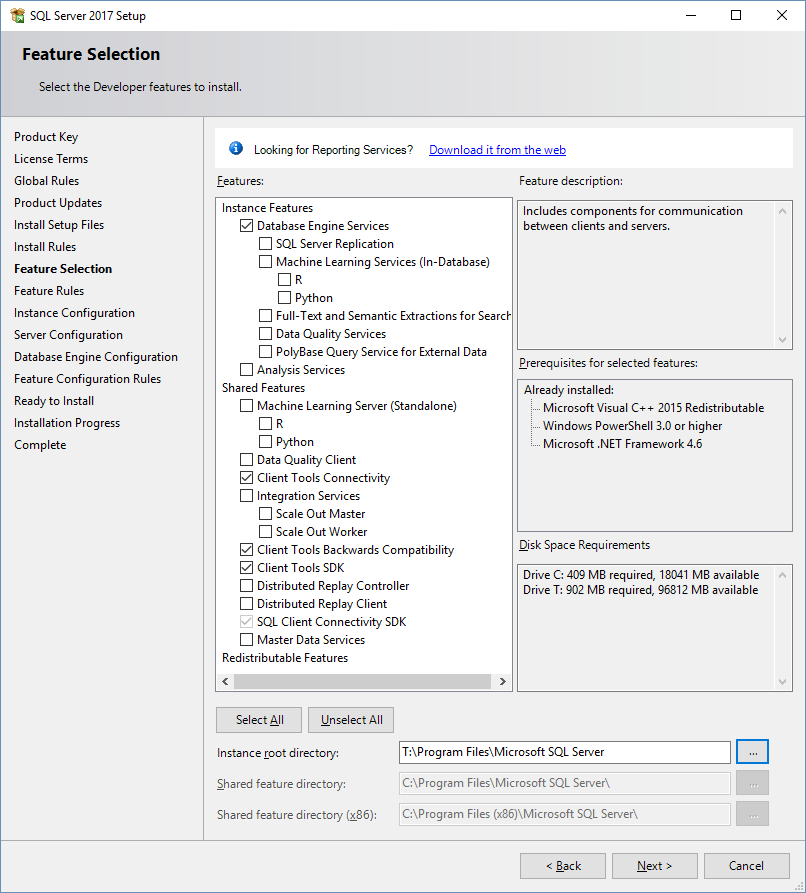 SQL Server 2017 Setup
Feature Selection
Select the Developer features to install.
Product Key
License Terms
Global Rules
Product Updates
Install Setup Files
Install Rules
Feature Selection
Feature Rules
Instance Configuration
Server Configuration
Database Engine Configuration
Feature Configuration Rules
Ready to Install
Installation Progress
Complete
Looking for Reporting Services? Download it from the web
Features:
Instance Features
Database Engine Services
SQL Server Replication
Machine Learning Services (In-Database)
R
Python
Full-Text and Semantic Extractions for Search
Data Quality Services
PolyBase Query Service for External Data
Analysis Services
Shared Features
Machine Learning Server (Standalone)
R
Python
Data Quality Client
Client Tools Connectivity
Integration Services
Scale Out Master
Scale Out Worker
Client Tools Backwards Compatibility
Client Tools SDK
Distributed Replay Controller
Distributed Replay Client
SQL Client Connectivity SDK
Master Data Services
Redistributable Features
Feature description:
Includes components for communication
between clients and servers.
Prerequisites for selected features:
Already installed:
Microsoft Visual C++ 2015 Redistributable
Windows PowerShell 3.0 or higher
Microsoft .NET Framework 4.6
Disk Space Requirements
Drive C: 409 MB required, 18041 MB available
Drive T: 902 MB required, 96812 MB available
Select All Unselect All
Instance root directory: T:\Program Files\Microsoft SQL Server ...
Shared feature directory: C:\Program Files\Microsoft SQL Server\ ...
Shared feature directory (x86): C:\Program Files (x86)\Microsoft SQL Server\ ...
< Back Next > Cancel